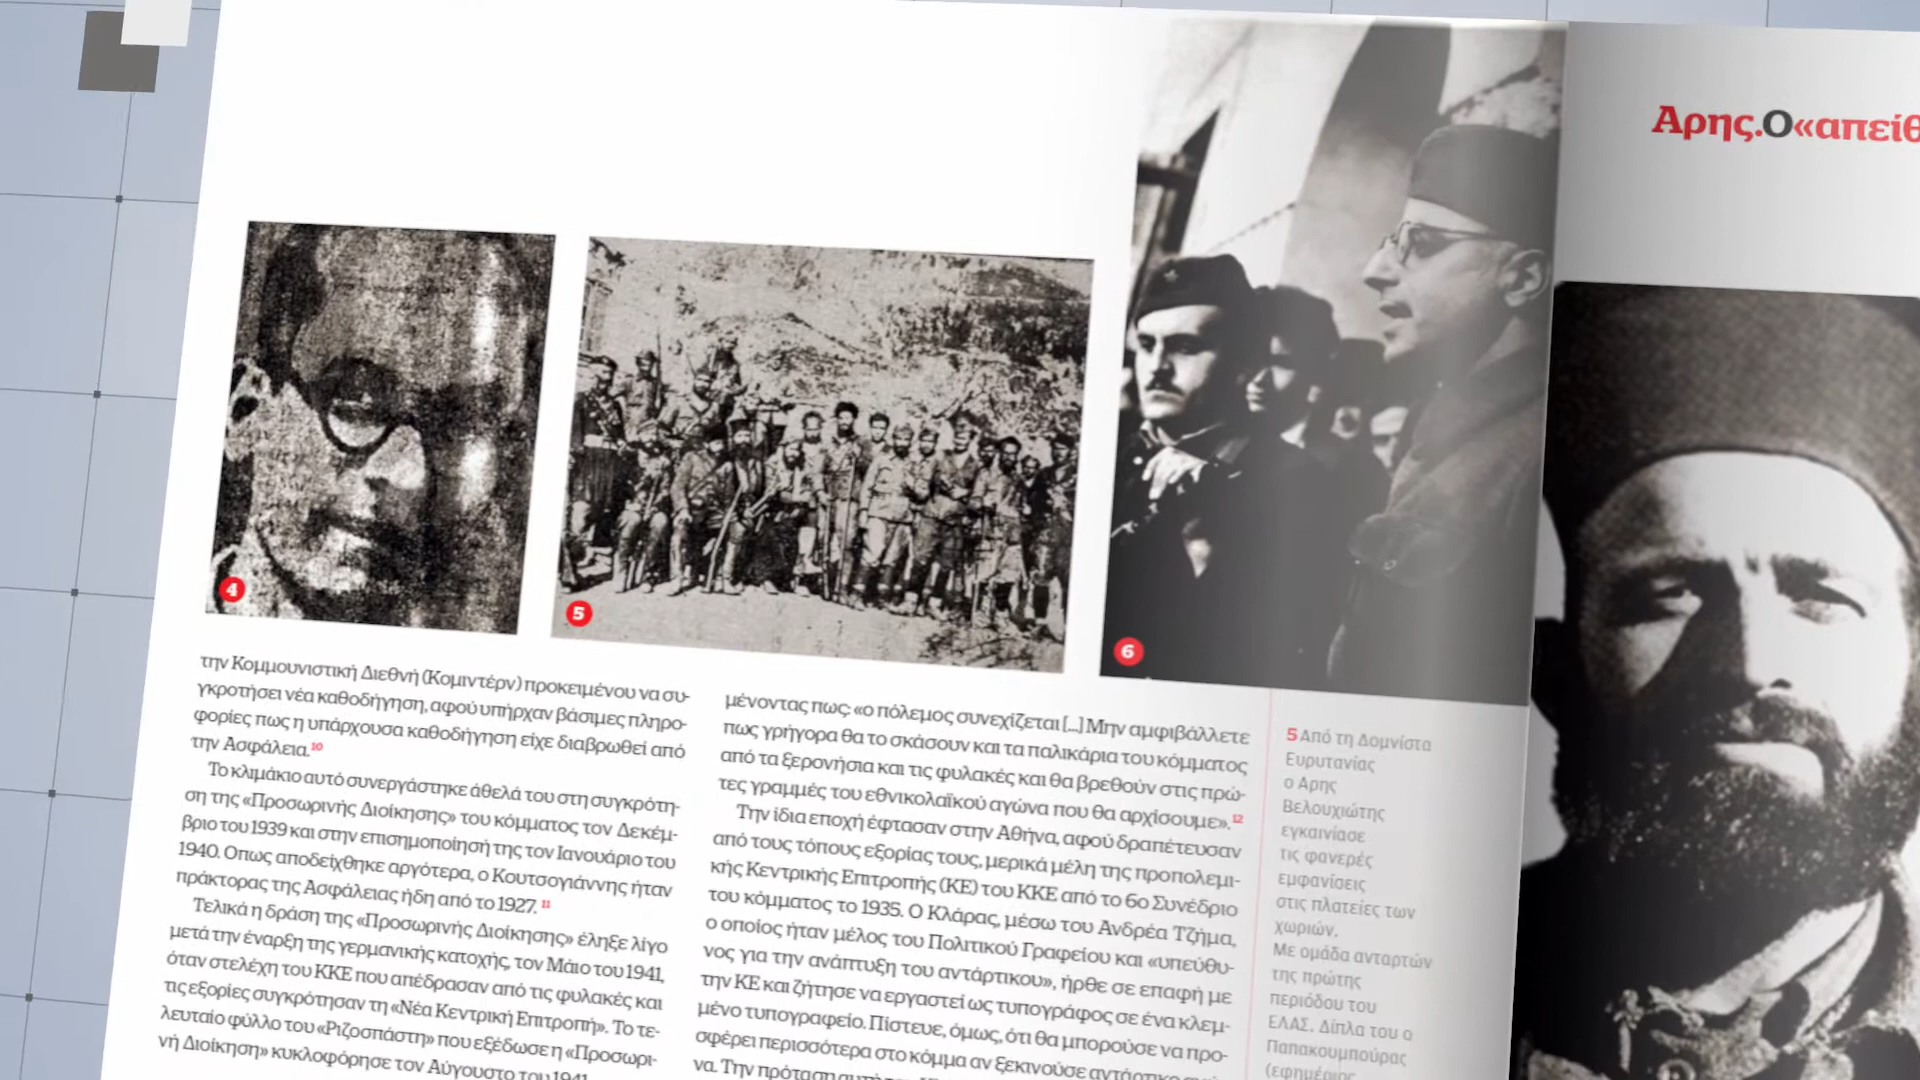 Αρης. Ο «απείθ
4
5
6
την Κομμουνιστική Διεθνή (Κομιντέρν) προκειμένου να συ-
γκροτήσει νέα καθοδήγηση, αφού υπήρχαν βάσιμες πληρο-
φορίες πως η υπάρχουσα καθοδήγηση είχε διαβρωθεί από
την Ασφάλεια.10
Το κλιμάκιο αυτό συνεργάστηκε άθελά του στη συγκρότη-
ση της «Προσωρινής Διοίκησης» του κόμματος τον Δεκέμ-
βριο του 1939 και στην επισημοποίησή της τον Ιανουάριο του
1940. Οπως αποδείχθηκε αργότερα, ο Κουτσογιάννης ήταν
πράκτορας της Ασφάλειας ήδη από το 1927. 11
Τελικά η δράση της «Προσωρινής Διοίκησης» έληξε λίγο
μετά την έναρξη της γερμανικής κατοχής, τον Μάιο του 1941,
όταν στελέχη του ΚΚΕ που απέδρασαν από τις φυλακές και
τις εξορίες συγκρότησαν τη «Νέα Κεντρική Επιτροπή». Το τε-
λευταίο φύλλο του «Ριζοσπάστη» που εξέδωσε η «Προσωρι-
νή Διοίκηση» κυκλοφόρησε τον Αύγουστο του 1941
μένοντας πως: «ο πόλεμος συνεχίζεται [...] Μην αμφιβάλλετε
πως γρήγορα θα το σκάσουν και τα παλικάρια του κόμματος
από τα ξερονήσια και τις φυλακές και θα βρεθούν στις πρώ-
τες γραμμές του εθνικολαϊκού αγώνα που θα αρχίσουμε».12
Την ίδια εποχή έφτασαν στην Αθήνα, αφού δραπέτευσαν
από τους τόπους εξορίας τους, μερικά μέλη της προπολεμι-
κής Κεντρικής Επιτροπής (ΚΕ) του ΚΚΕ από το 6ο Συνέδριο
του κόμματος το 1935. Ο Κλάρας, μέσω του Ανδρέα Τζήμα,
ο οποίος ήταν μέλος του Πολιτικού Γραφείου και «υπεύθυ-
νος για την ανάπτυξη του αντάρτικου», ήρθε σε επαφή με
την ΚΕ και ζήτησε να εργαστεί ως τυπογράφος σε ένα κλεμ-
μένο τυπογραφείο. Πίστευε, όμως, ότι θα μπορούσε να προ-
σφέρει περισσότερα στο κόμμα αν ξεκινούσε αντάρτικο
να. Την πρόταση
5 Από τη Δομνίστα
Ευρυτανίας
ο Αρης
Βελουχιώτης
εγκαινίασε
τις φανερές
εμφανίσεις
στις πλατείες των
χωριών.
Με ομάδα ανταρτών
της πρώτης
περιόδου του
ΕΛΑΣ. Δίπλα του ο
Παπακουμπούρας
(εφημέριος